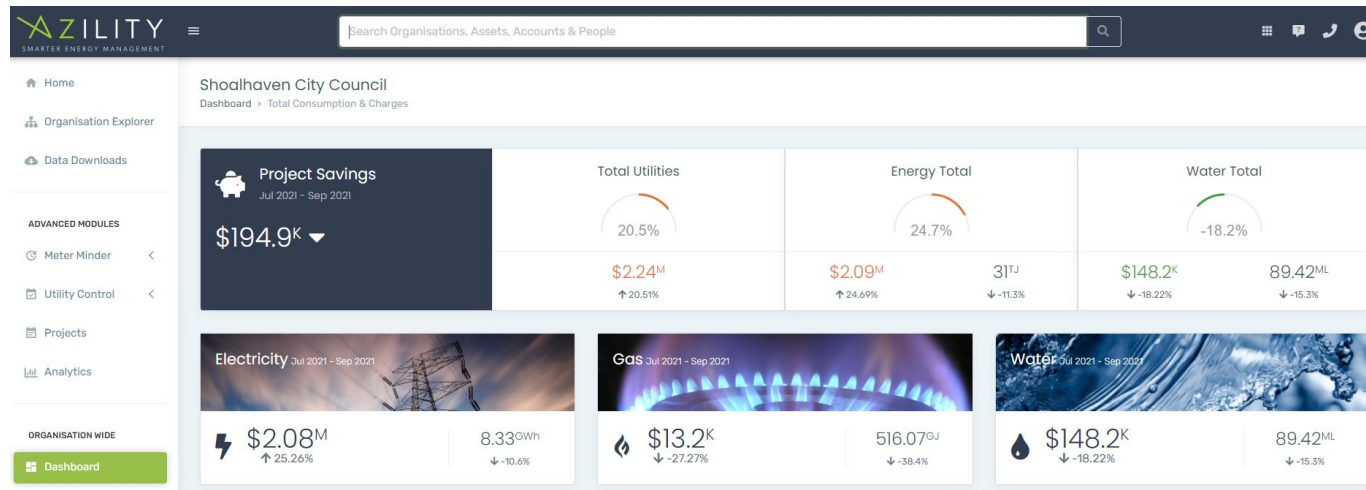 AZILITY
SMARTER ENERGY MANAGEMENT
Search Organisations, Assets, Accounts & People
Home
Organisation Explorer
Data Downloads
ADVANCED MODULES
Meter Minder
Utility Control
Projects
Analytics
ORGANISATION WIDE
Dashboard
Shoalhaven City Council
Dashboard > Total Consumption & Charges
Project Savings
Jul 2021 - Sep 2021
$194.9K
Total Utilities
20.5%
$2.24M
↑ 20.51%
Energy Total
24.7%
$2.09M 31TJ
↑ 24.69% ↓ -11.3%
Water Total
-18.2%
$148.2K 89.42ML
↓ -18.22% ↓ -15.3%
Electricity Jul 2021 - Sep 2021
$2.08M 8.33GWh
↑ 25.26% ↓ -10.6%
Gas Jul 2021 - Sep 2021
$13.2K 516.07GJ
↓ -27.27% ↓ -38.4%
Water Jul 2021 - Sep 2021
$148.2K 89.42ML
↓ -18.22% ↓ -15.3%